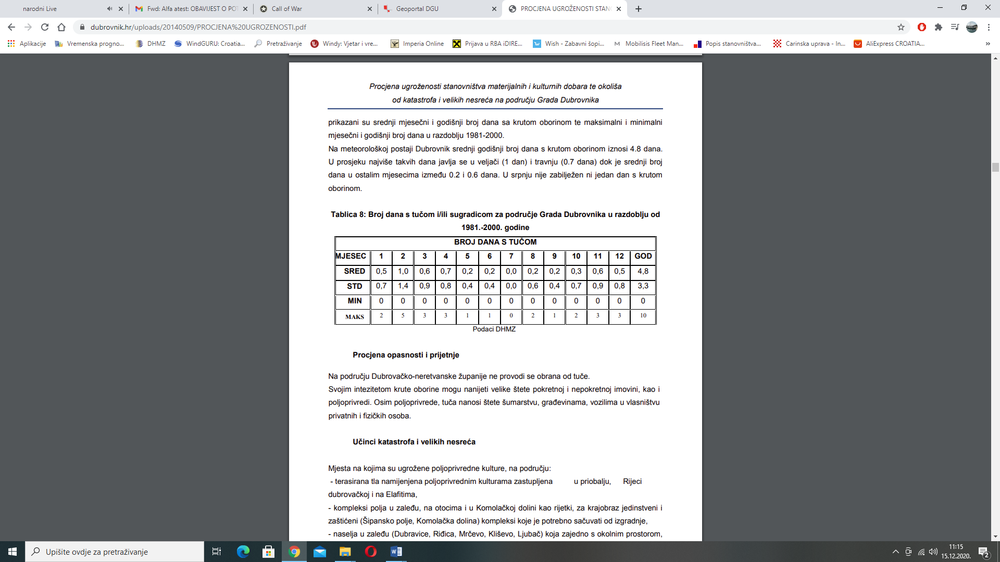 narodni Live
Fwd: Alfa atest: OBAVIJEST O POT
Call of War
Geoportal DGU
PROCJENA UGROŽENOSTI STAN
dubrovnik.hr/uploads/20140509/PROCJENA%20UGROZENOSTI.pdf
Aplikacije
Vremenska progno...
DHMZ
WindGURU: Croatia...
Pretraživanje
Windy: Vjetar i vre...
Imperia Online
Prijava u RBA iDIRE...
Wish - Zabavni šopi...
Mobilisis Fleet Man...
Popis stanovništva...
Carinska uprava - In...
AliExpress CROATIA...
»
Procjena ugroženosti stanovništva materijalnih i kulturnih dobara te okoliša
od katastrofa i velikih nesreća na području Grada Dubrovnika
prikazani su srednji mjesečni i godišnji broj dana sa krutom oborinom te maksimalni i minimalni
mjesečni i godišnji broj dana u razdoblju 1981-2000.
Na meteorološkoj postaji Dubrovnik srednji godišnji broj dana s krutom oborinom iznosi 4.8 dana.
U prosjeku najviše takvih dana javlja se u veljači (1 dan) i travnju (0.7 dana) dok je srednji broj
dana u ostalim mjesecima između 0.2 i 0.6 dana. U srpnju nije zabilježen ni jedan dan s krutom
oborinom.
Tablica 8: Broj dana s tučom i/ili sugradicom za područje Grada Dubrovnika u razdoblju od
1981.-2000. godine
BROJ DANA S TUČOM
MJESEC 1 2 3 4 5 6 7 8 9 10 11 12 GOD
SRED 0,5 1,0 0,6 0,7 0,2 0,2 0,0 0,2 0,2 0,3 0,6 0,5 4,8
STD 0,7 1,4 0,9 0,8 0,4 0,4 0,0 0,6 0,4 0,7 0,9 0,8 3,3
MIN 0 0 0 0 0 0 0 0 0 0 0 0 0
MAKS 2 5 3 3 1 1 0 2 1 2 3 3 10
Podaci DHMZ
Procjena opasnosti i prijetnje
Na području Dubrovačko-neretvanske županije ne provodi se obrana od tuče.
Svojim intezitetom krute oborine mogu nanijeti velike štete pokretnoj i nepokretnoj imovini, kao i
poljoprivredi. Osim poljoprivrede, tuča nanosi štete šumarstvu, građevinama, vozilima u vlasništvu
privatnih i fizičkih osoba.
Učinci katastrofa i velikih nesreća
Mjesta na kojima su ugrožene poljoprivredne kulture, na području:
- terasirana tla namijenjena poljoprivrednim kulturama zastupljena u priobalju, Rijeci
dubrovačkoj i na Elafitima,
- kompleksi polja u zaleđu, na otocima i u Komolačkoj dolini kao rijetki, za krajobraz jedinstveni i
zaštićeni (Šipansko polje, Komolačka dolina) kompleksi koje je potrebno sačuvati od izgradnje,
- naselja u zaleđu (Dubravice, Riđica, Mrčevo, Kliševo, Ljubač) koja zajedno s okolnim prostorom,
Upišite ovdje za pretraživanje
11:15
15.12.2020.
2